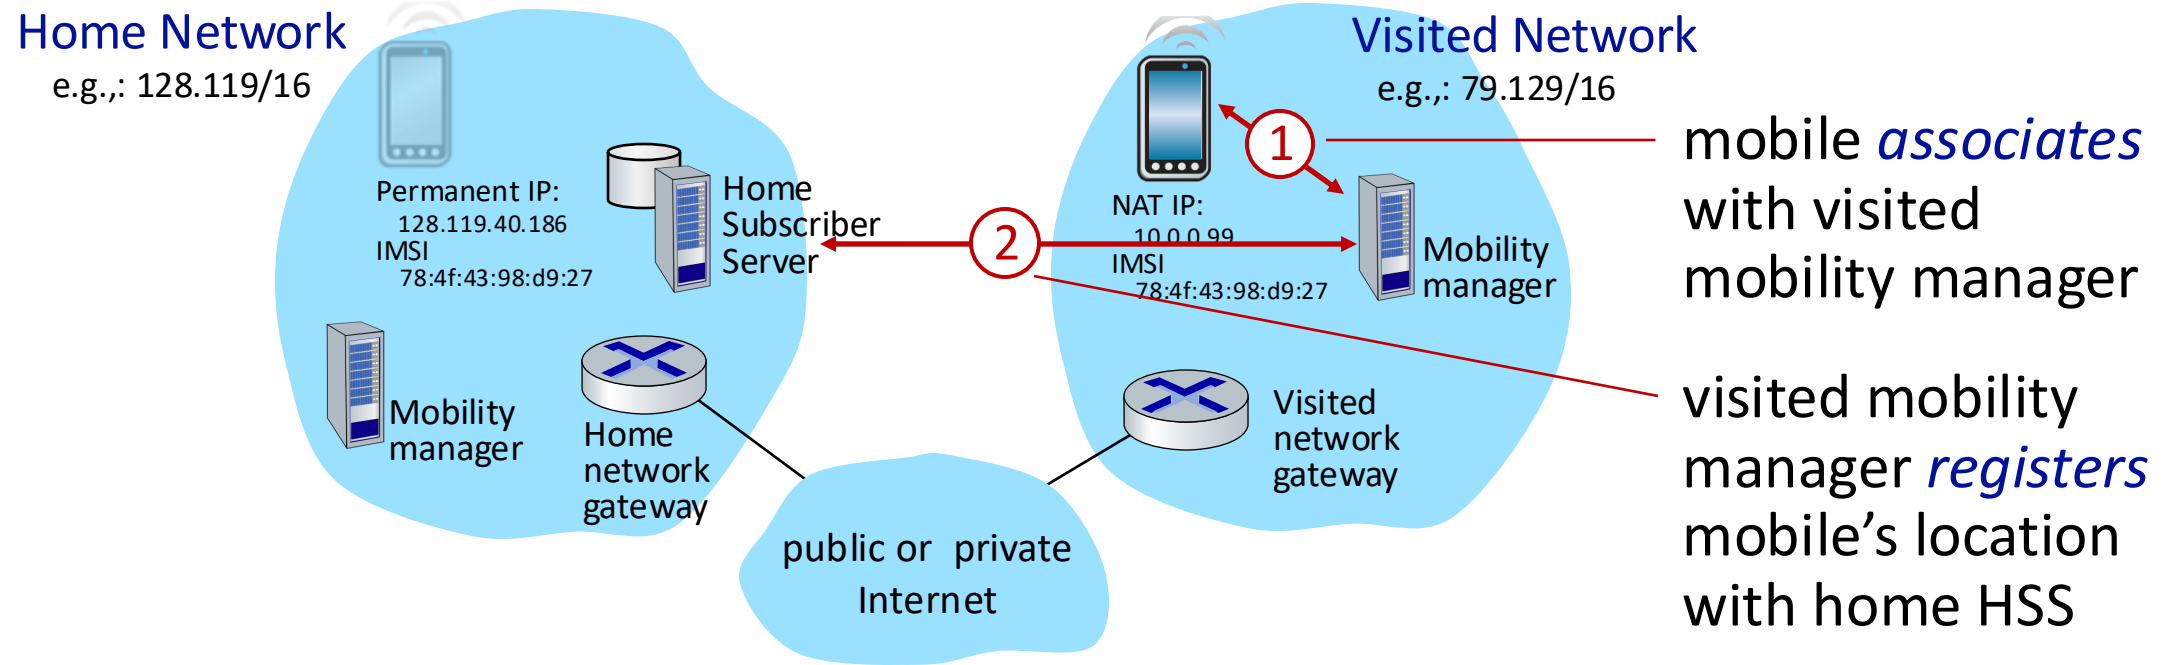 Home Network
e.g.,: 128.119/16
Permanent IP:
128.119.40.186
IMSI
78:4f:43:98:d9:27
Home
Subscriber
Server
Mobility
manager
Home
network
gateway
public or private
Internet
Visited Network
e.g.,: 79.129/16
NAT IP:
10.0.0.99
IMSI
78:4f:43:98:d9:27
Mobility
manager
Visited
network
gateway
1
2
mobile associates
with visited
mobility manager
visited mobility
manager registers
mobile’s location
with home HSS